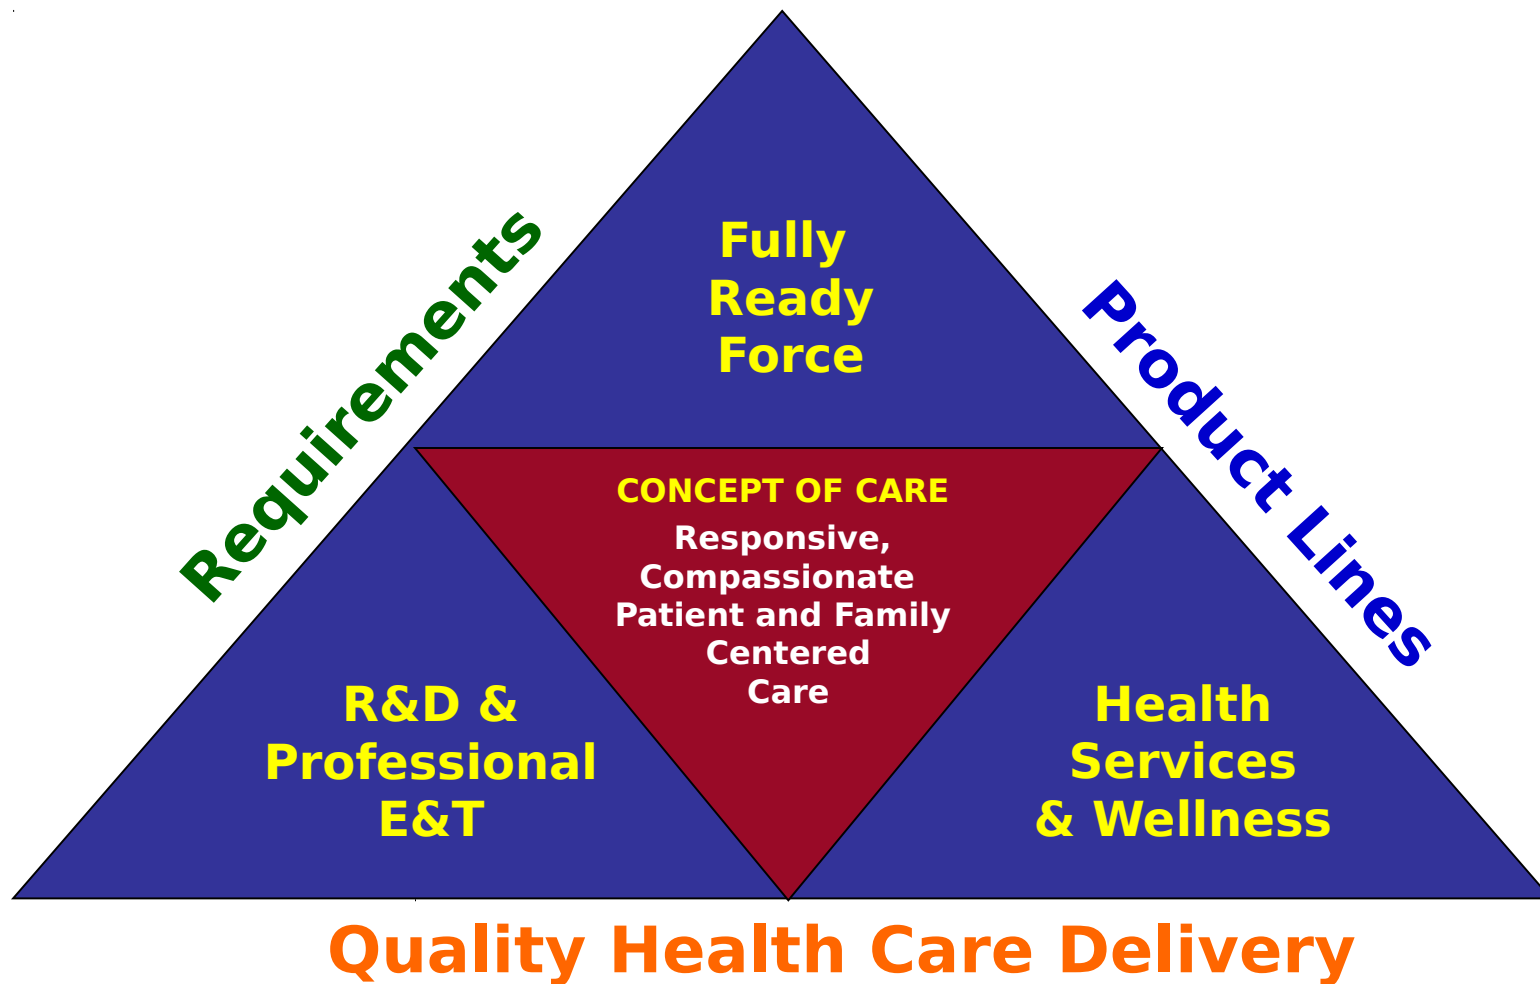 Fully
Ready
Force
Requirements
Product Lines
CONCEPT OF CARE
Responsive,
Compassionate
Patient and Family
Centered
Care
R&D &
Professional
E&T
Health
Services
& Wellness
Quality Health Care Delivery